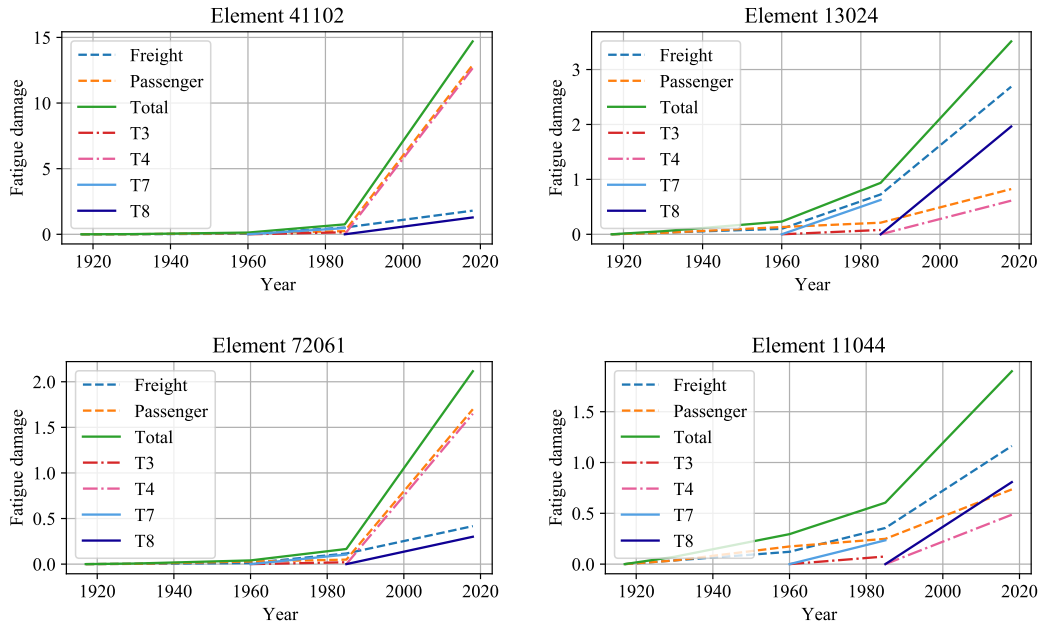 Element 41102
15
10
5
0
Fatigue damage
Freight
Passenger
Total
T3
T4
T7
T8
1920 1940 1960 1980 2000 2020
Year
Element 13024
3
2
1
0
Fatigue damage
Freight
Passenger
Total
T3
T4
T7
T8
1920 1940 1960 1980 2000 2020
Year
Element 72061
2.0
1.5
1.0
0.5
0.0
Fatigue damage
Freight
Passenger
Total
T3
T4
T7
T8
1920 1940 1960 1980 2000 2020
Year
Element 11044
1.5
1.0
0.5
0.0
Fatigue damage
Freight
Passenger
Total
T3
T4
T7
T8
1920 1940 1960 1980 2000 2020
Year